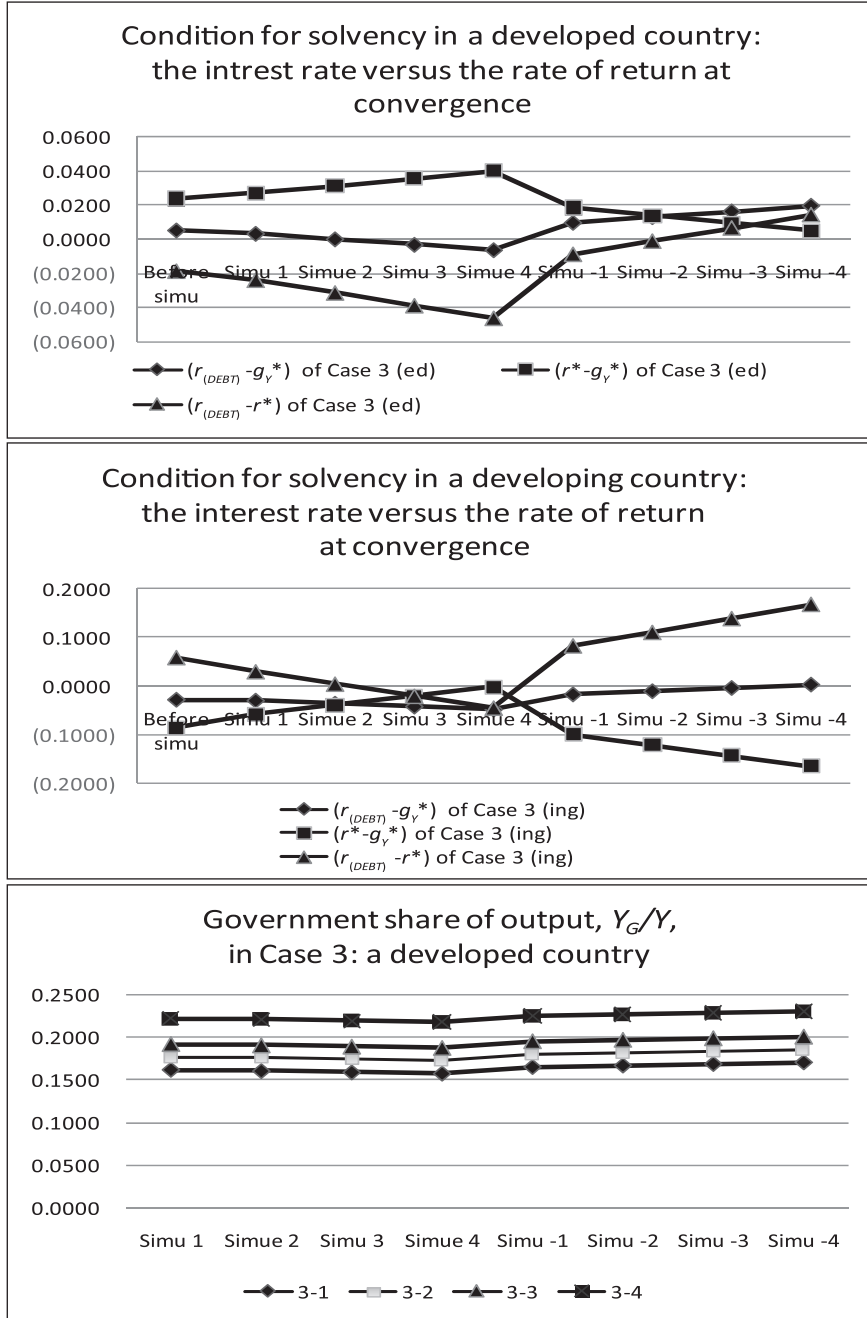 Condition for solvency in a developed country:
the intrest rate versus the rate of return at
convergence
0.0600
0.0400
0.0200
0.0000
(0.0200)
(0.0400)
(0.0600)
Before simu Simu 1 Simue 2 Simu 3 Simue 4 Simu -1 Simu -2 Simu -3 Simu -4
(r(DEBT) -gY*) of Case 3 (ed) (r*-gY*) of Case 3 (ed)
(r(DEBT) -r*) of Case 3 (ed)
Condition for solvency in a developing country:
the interest rate versus the rate of return
at convergence
0.2000
0.1000
0.0000
(0.1000)
(0.2000)
Before simu Simu 1 Simue 2 Simu 3 Simue 4 Simu -1 Simu -2 Simu -3 Simu -4
(r(DEBT) -gY*) of Case 3 (ing)
(r*-gY*) of Case 3 (ing)
(r(DEBT) -r*) of Case 3 (ing)
Government share of output, YG/Y,
in Case 3: a developed country
0.2500
0.2000
0.1500
0.1000
0.0500
0.0000
Simu 1 Simue 2 Simu 3 Simue 4 Simu -1 Simu -2 Simu -3 Simu -4
3-1 3-2 3-3 3-4